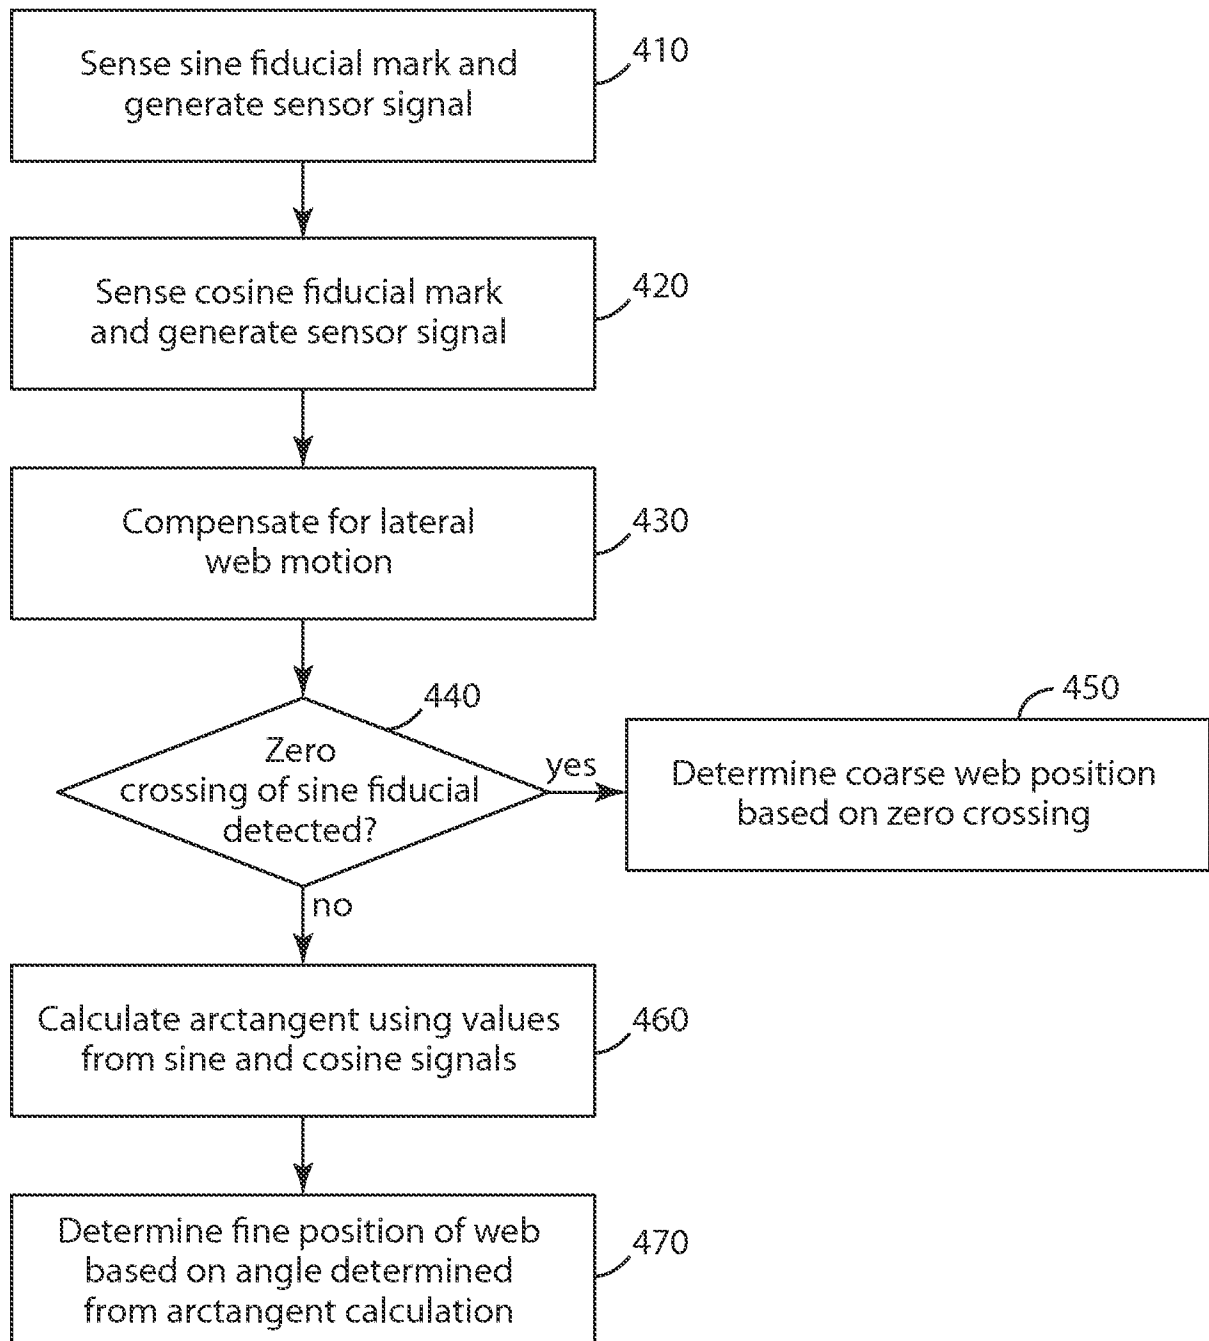 Sense sine fiducial mark and
generate sensor signal
410
Sense cosine fiducial mark
and generate sensor signal
420
Compensate for lateral
web motion
430
440
Zero
crossing of sine fiducial
detected?
yes
450
Determine coarse web position
based on zero crossing
no
Calculate arctangent using values
from sine and cosine signals
460
Determine fine position of web
based on angle determined
from arctangent calculation
470